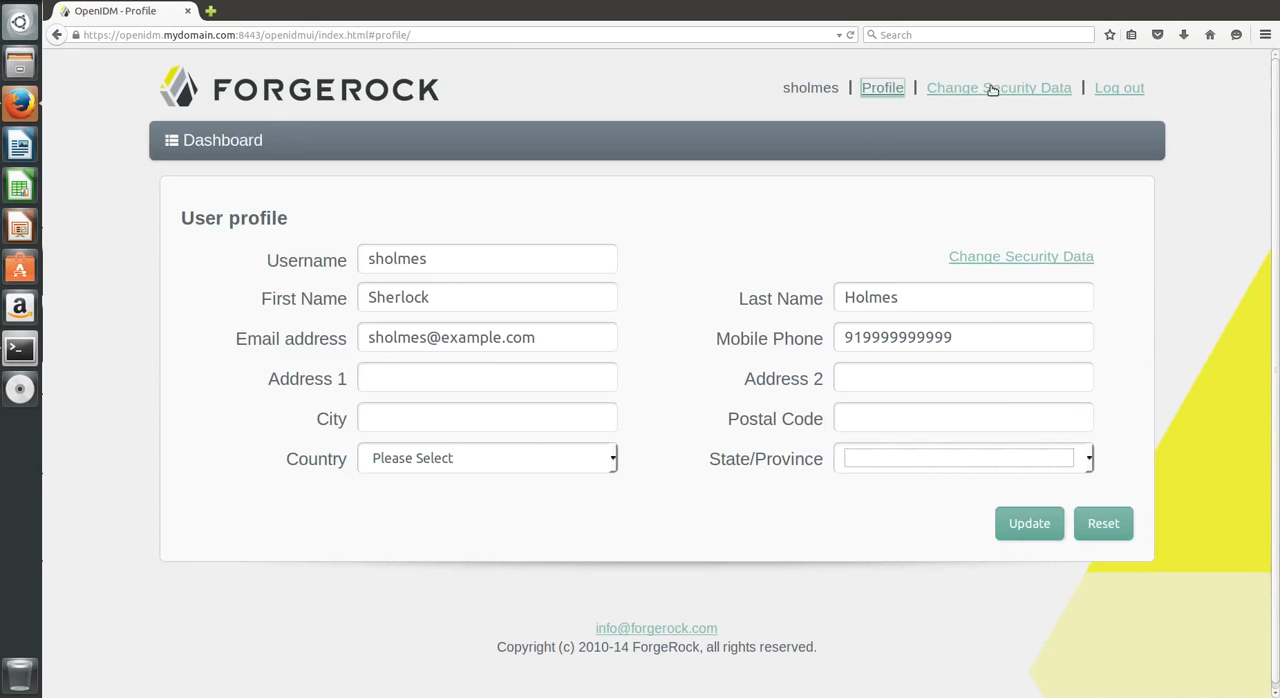 OpenIDM - Profile
https://openidm.mydomain.com:8443/openidmui/index.html#profile/
Search
FORGEROCK
sholmes | Profile | Change Security Data | Log out
Dashboard
User profile
Username sholmes Change Security Data
First Name Sherlock Last Name Holmes
Email address sholmes@example.com Mobile Phone 919999999999
Address 1 Address 2
City Postal Code
Country Please Select State/Province
Update Reset
info@forgerock.com
Copyright (c) 2010-14 ForgeRock, all rights reserved.